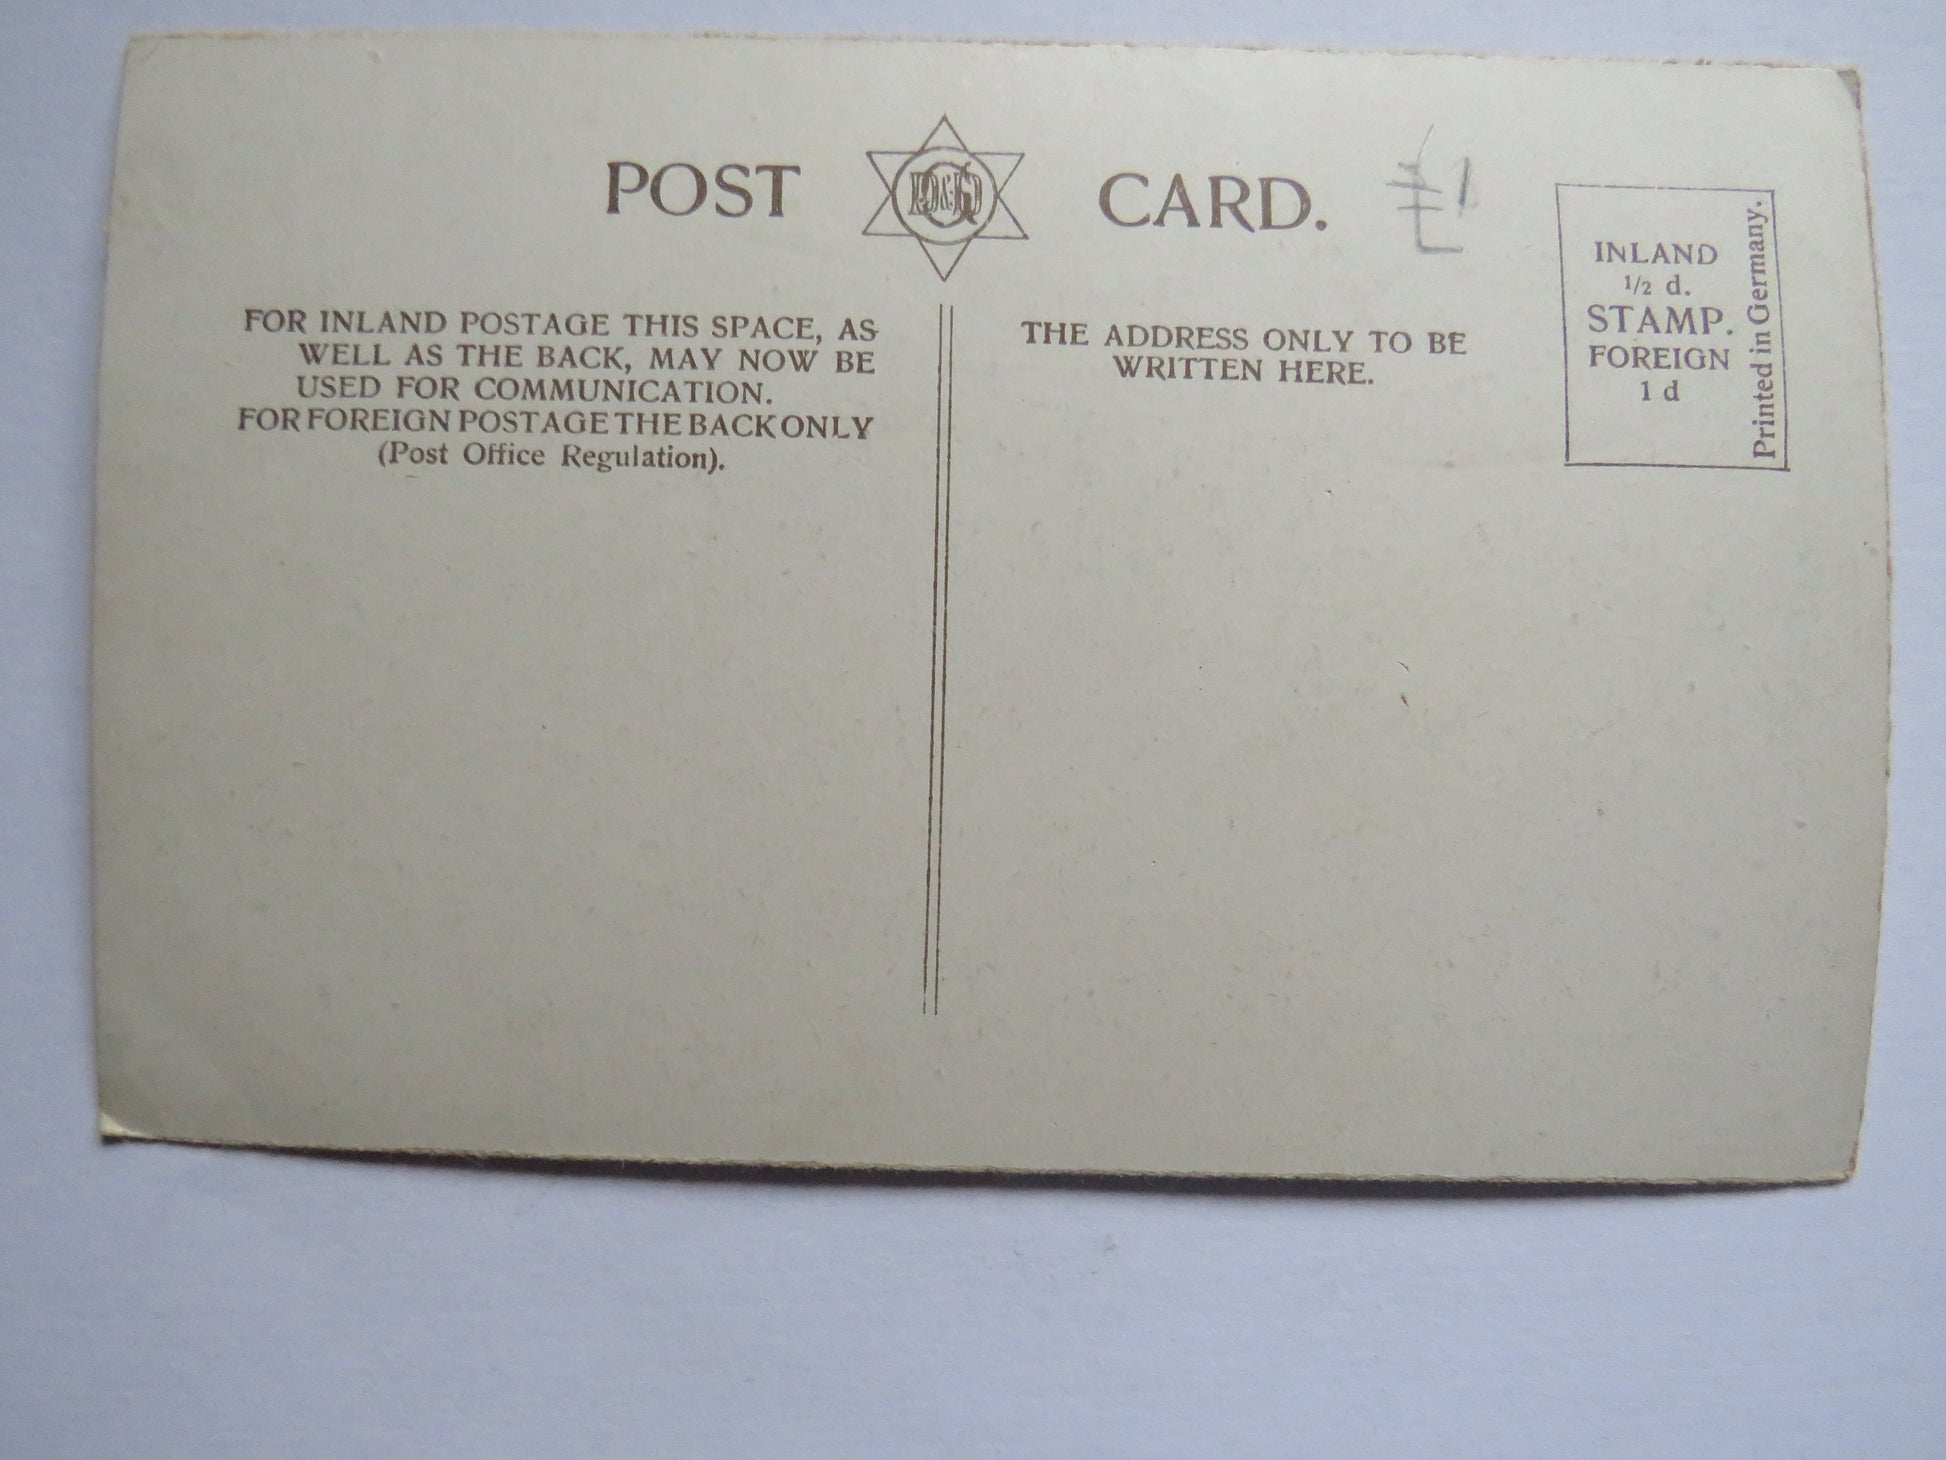 POST CARD.
£1
FOR INLAND POSTAGE THIS SPACE, AS
WELL AS THE BACK, MAY NOW BE
USED FOR COMMUNICATION.
FOR FOREIGN POSTAGE THE BACK ONLY
(Post Office Regulation).
THE ADDRESS ONLY TO BE
WRITTEN HERE.
INLAND
1/2 d.
STAMP.
FOREIGN
1 d
Printed in Germany.